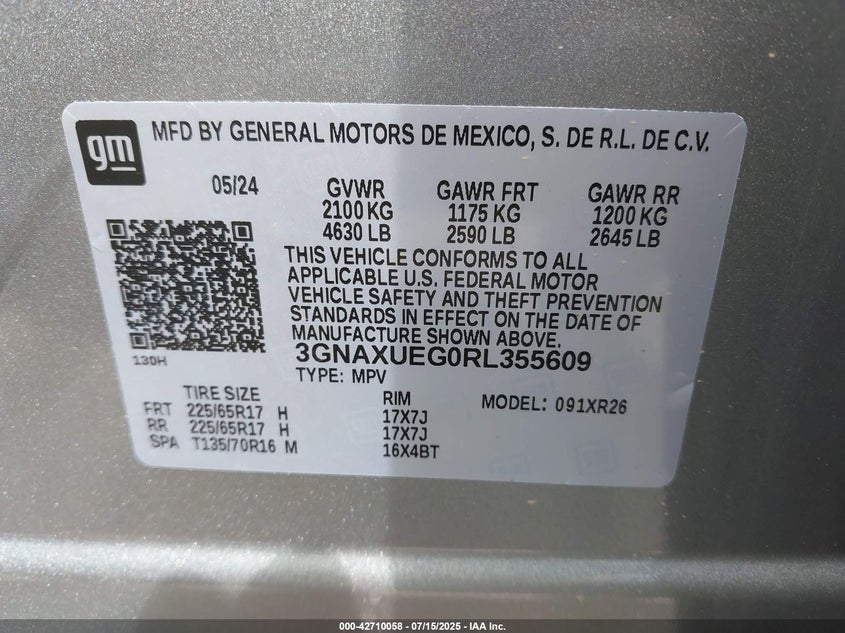 gm
MFD BY GENERAL MOTORS DE MEXICO, S. DE R.L. DE C.V.
05/24 GVWR GAWR FRT GAWR RR
2100 KG 1175 KG 1200 KG
4630 LB 2590 LB 2645 LB
THIS VEHICLE CONFORMS TO ALL
APPLICABLE U.S. FEDERAL MOTOR
VEHICLE SAFETY AND THEFT PREVENTION
STANDARDS IN EFFECT ON THE DATE OF
MANUFACTURE SHOWN ABOVE.
3GNAXUEG0RL355609
130H
TYPE: MPV
TIRE SIZE RIM MODEL: 091XR26
FRT 225/65R17 H 17X7J
RR 225/65R17 H 17X7J
SPA T135/70R16 M 16X4BT
000-42710058 - 07/15/2025 - IAA Inc.